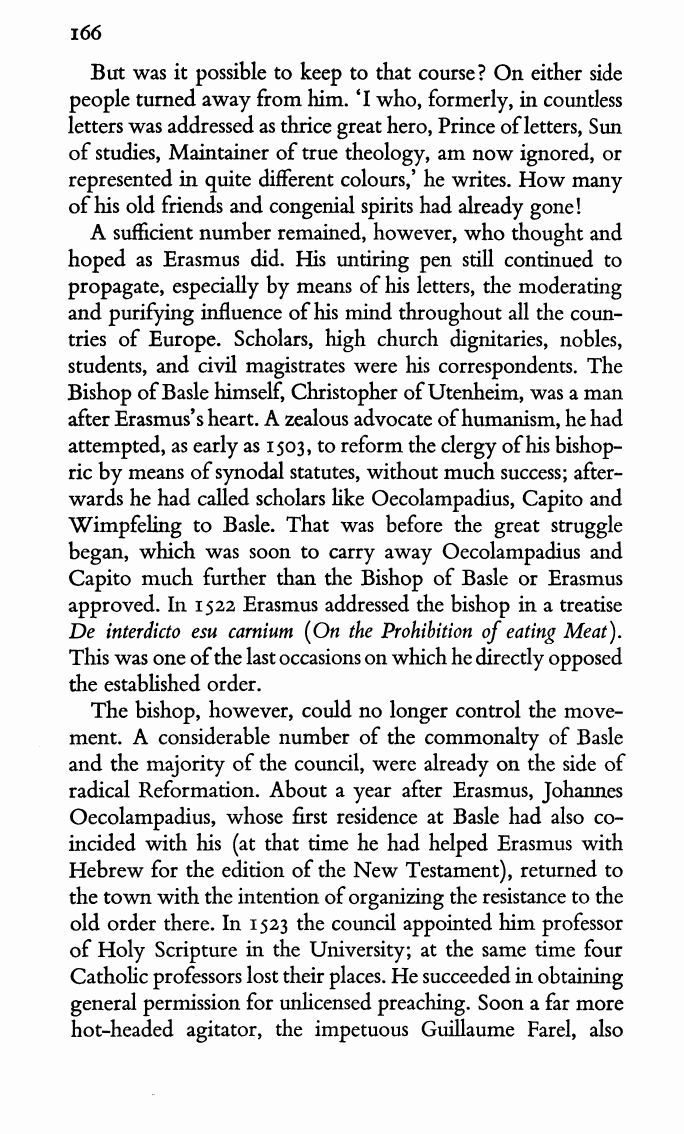 166
But was it possible to keep to that course? On either side
people turned away from him. ‘I who, formerly, in countless
letters was addressed as thrice great hero, Prince of letters, Sun
of studies, Maintainer of true theology, am now ignored, or
represented in quite different colours,’ he writes. How many
of his old friends and congenial spirits had already gone!
A sufficient number remained, however, who thought and
hoped as Erasmus did. His untiring pen still continued to
propagate, especially by means of his letters, the moderating
and purifying influence of his mind throughout all the coun-
tries of Europe. Scholars, high church dignitaries, nobles,
students, and civil magistrates were his correspondents. The
Bishop of Basle himself, Christopher of Utenheim, was a man
after Erasmus’s heart. A zealous advocate of humanism, he had
attempted, as early as 1503, to reform the clergy of his bishop-
ric by means of synodal statutes, without much success; after-
wards he had called scholars like Oecolampadius, Capito and
Wimpfeling to Basle. That was before the great struggle
began, which was soon to carry away Oecolampadius and
Capito much further than the Bishop of Basle or Erasmus
approved. In 1522 Erasmus addressed the bishop in a treatise
De interdicto esu carnium (On the Prohibition of eating Meat).
This was one of the last occasions on which he directly opposed
the established order.
The bishop, however, could no longer control the move-
ment. A considerable number of the commonalty of Basle
and the majority of the council, were already on the side of
radical Reformation. About a year after Erasmus, Johannes
Oecolampadius, whose first residence at Basle had also co-
incided with his (at that time he had helped Erasmus with
Hebrew for the edition of the New Testament), returned to
the town with the intention of organizing the resistance to the
old order there. In 1523 the council appointed him professor
of Holy Scripture in the University; at the same time four
Catholic professors lost their places. He succeeded in obtaining
general permission for unlicensed preaching. Soon a far more
hot-headed agitator, the impetuous Guillaume Farel, also